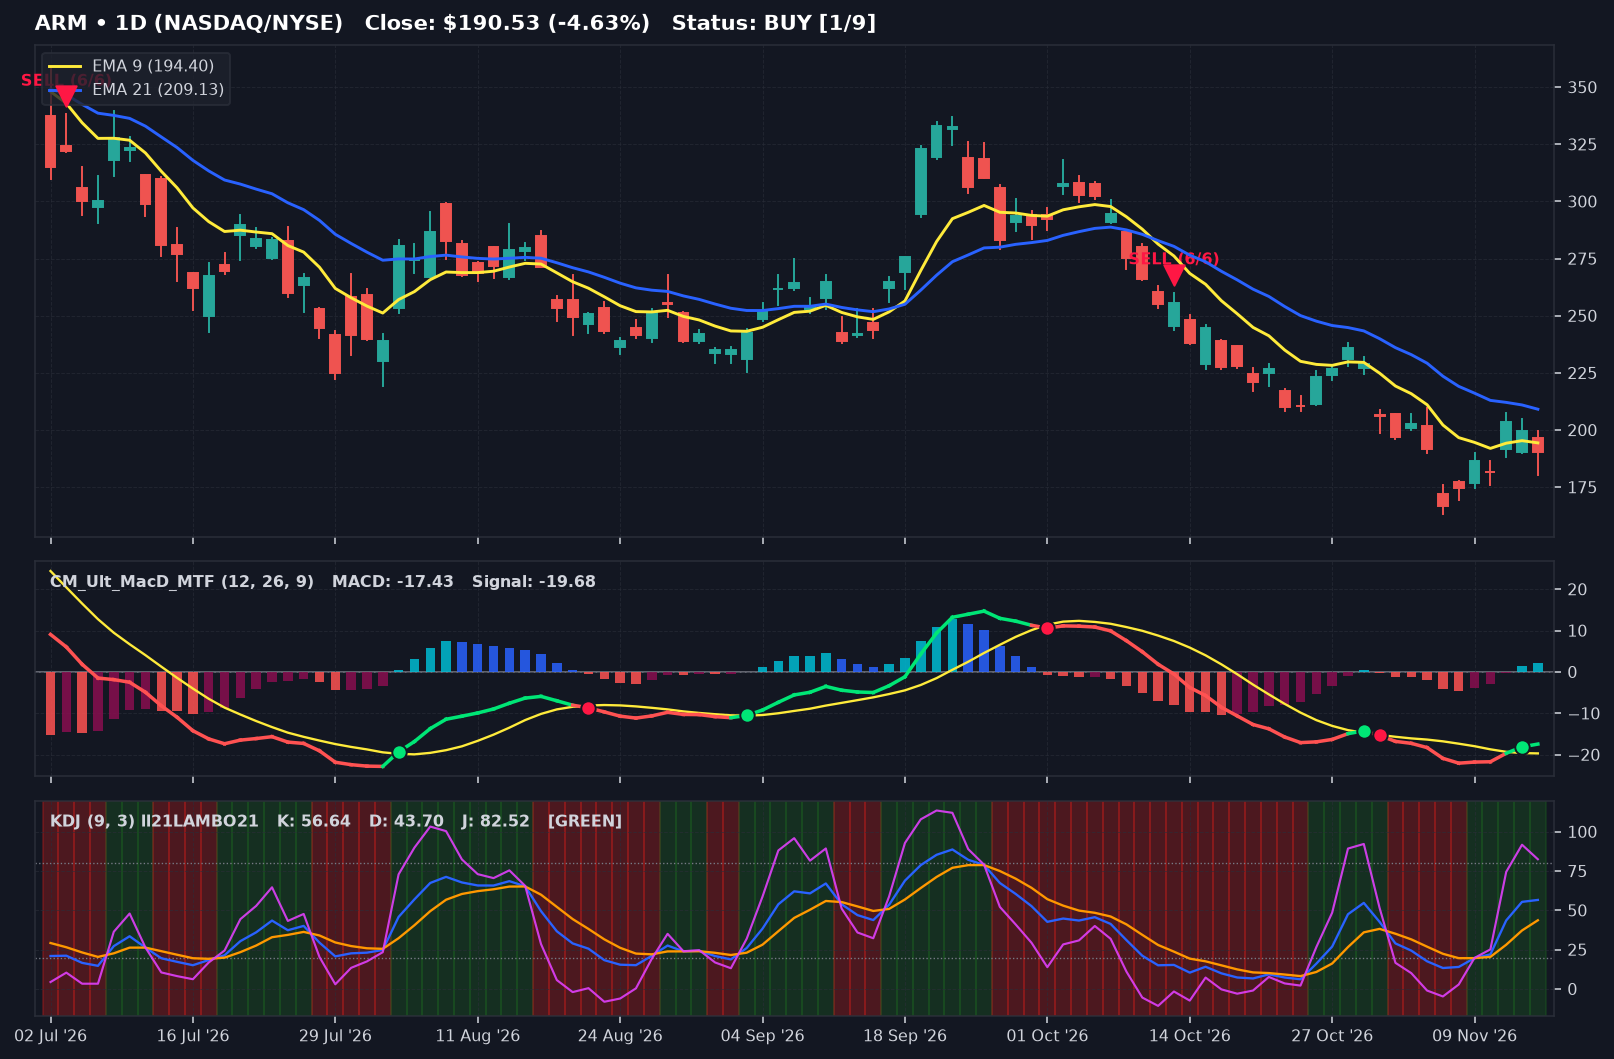 ARM • 1D (NASDAQ/NYSE) Close: $190.53 (-4.63%) Status: BUY [1/9]
EMA 9 (194.40)
SELL (6/6)
EMA 21 (209.13)
350
325
300
275
SELL (6/6)
250
225
200
175
CM_Ult_MacD_MTF (12, 26, 9) MACD: -17.43 Signal: -19.68
20
10
0
−10
−20
KDJ (9, 3) II21LAMBO21 K: 56.64 D: 43.70 J: 82.52 [GREEN]
100
75
50
25
0
02 Jul '26 16 Jul '26 29 Jul '26 11 Aug '26 24 Aug '26 04 Sep '26 18 Sep '26 01 Oct '26 14 Oct '26 27 Oct '26 09 Nov '26